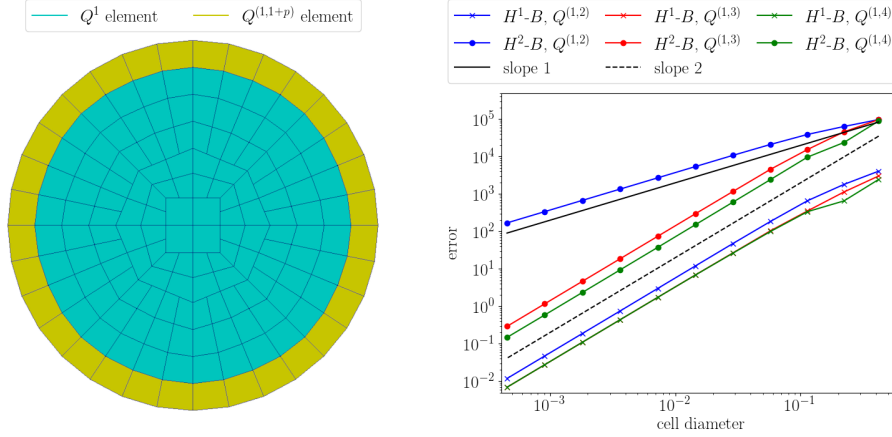 Q^1 element   Q^{(1,1+p)} element
H^1-B, Q^{(1,2)}   H^1-B, Q^{(1,3)}   H^1-B, Q^{(1,4)}
H^2-B, Q^{(1,2)}   H^2-B, Q^{(1,3)}   H^2-B, Q^{(1,4)}
slope 1   slope 2
10^5
10^4
10^3
10^2
10^1
10^0
10^{-1}
10^{-2}
error
10^{-3}   10^{-2}   10^{-1}
cell diameter